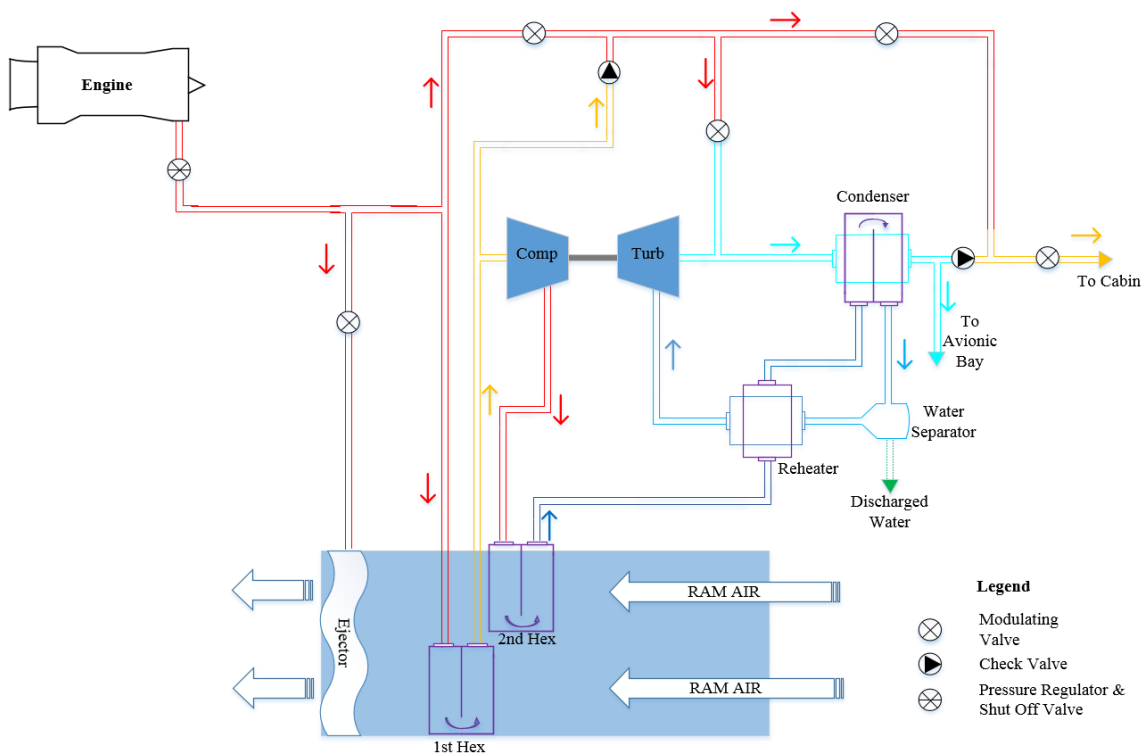 Engine
Condenser
Comp
Turb
To Cabin
To
Avionic
Bay
Water
Separator
Reheater
Discharged
Water
RAM AIR
Ejector
2nd Hex
RAM AIR
1st Hex
Legend
Modulating
Valve
Check Valve
Pressure Regulator &
Shut Off Valve